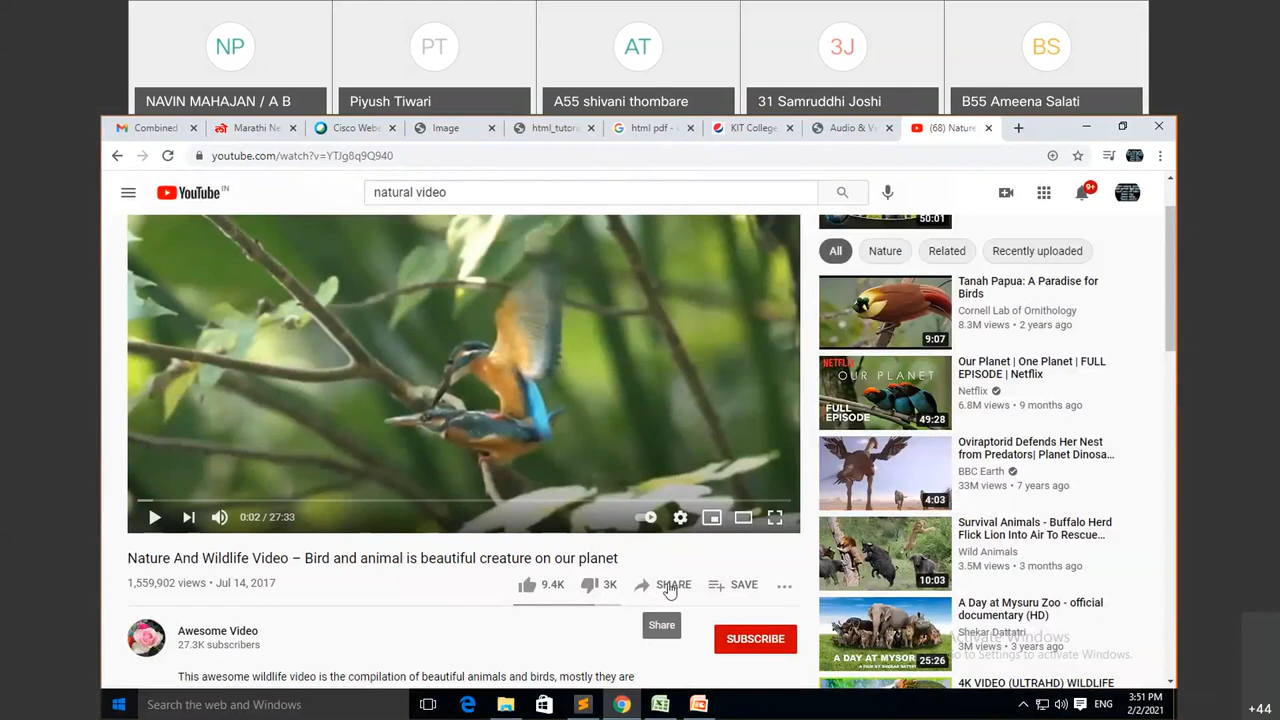 NP
PT
AT
3J
BS
NAVIN MAHAJAN / A B
Piyush Tiwari
A55 shivani thombare
31 Samruddhi Joshi
B55 Ameena Salati
Combined
Marathi Ne
Cisco Webe
Image
html_tutor
html pdf - G
KIT College
Audio & Vi
(68) Nature
youtube.com/watch?v=YTJg8q9Q940
YouTube IN
natural video
9+
50:01
All
Nature
Related
Recently uploaded
Tanah Papua: A Paradise for
Birds
Cornell Lab of Ornithology
8.3M views • 2 years ago
9:07
Our Planet | One Planet | FULL
EPISODE | Netflix
Netflix
6.8M views • 9 months ago
NETFLIX
OUR PLANET
FULL
EPISODE
49:28
Oviraptorid Defends Her Nest
from Predators| Planet Dinosa...
BBC Earth
33M views • 7 years ago
4:03
Survival Animals - Buffalo Herd
Flick Lion Into Air To Rescue...
Wild Animals
3.5M views • 3 months ago
10:03
A Day at Mysuru Zoo - official
documentary (HD)
Shekar Dattatri
3M views • 3 years ago
A DAY AT MYSOR
25:26
4K VIDEO (ULTRAHD) WILDLIFE
0:02 / 27:33
Nature And Wildlife Video – Bird and animal is beautiful creature on our planet
1,559,902 views • Jul 14, 2017
9.4K
3K
SHARE
SAVE
Share
Awesome Video
27.3K subscribers
SUBSCRIBE
This awesome wildlife video is the compilation of beautiful animals and birds, mostly they are
Activate Windows
Go to Settings to activate Windows.
Search the web and Windows
ENG
3:51 PM
2/2/2021
+44